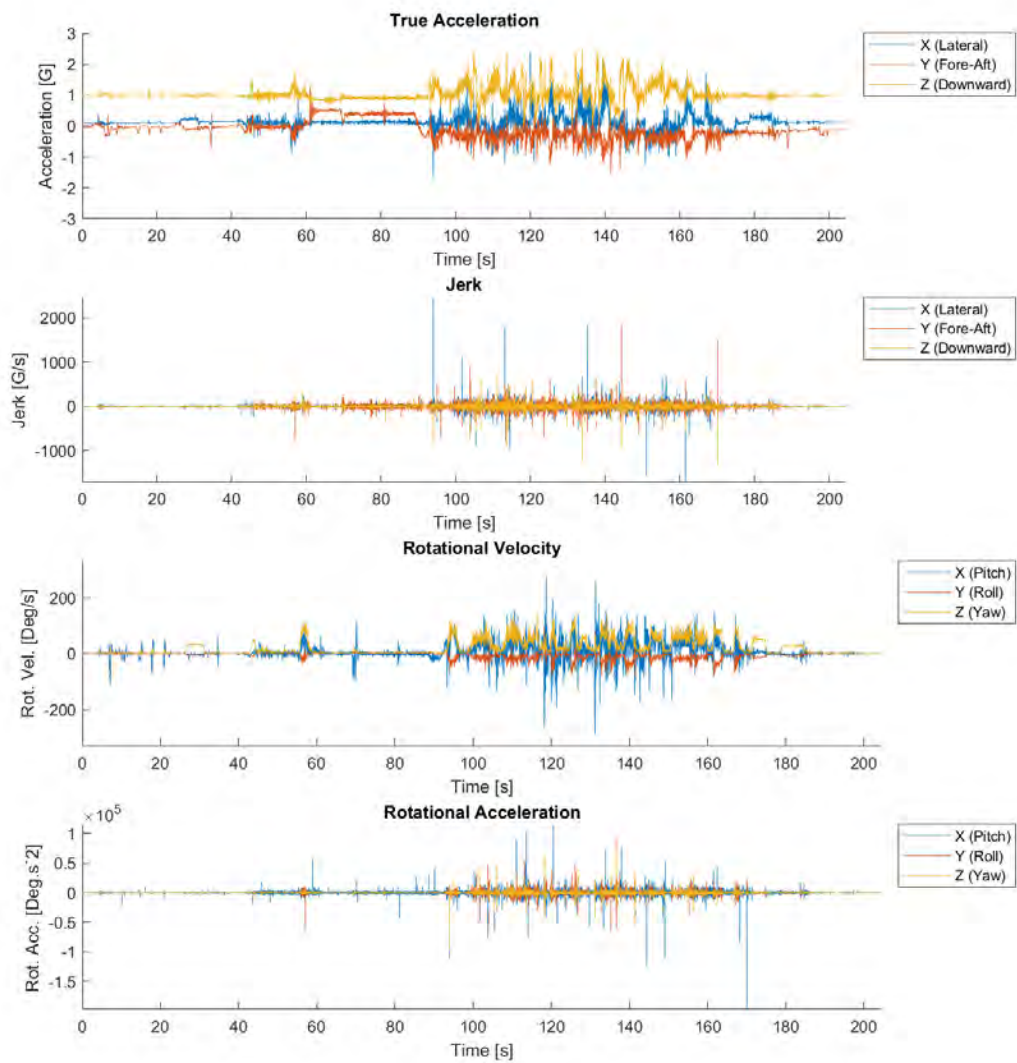 True Acceleration
3
2
1
0
-1
-2
-3
Acceleration [G]
0 20 40 60 80 100 120 140 160 180 200
Time [s]
X (Lateral)
Y (Fore-Aft)
Z (Downward)
Jerk
2000
1000
0
-1000
Jerk [G/s]
0 20 40 60 80 100 120 140 160 180 200
Time [s]
X (Lateral)
Y (Fore-Aft)
Z (Downward)
Rotational Velocity
200
0
-200
Rot. Vel. [Deg/s]
0 20 40 60 80 100 120 140 160 180 200
Time [s]
X (Pitch)
Y (Roll)
Z (Yaw)
Rotational Acceleration
× 10^5
1
0.5
0
-0.5
-1
-1.5
Rot. Acc. [Deg.s^2]
0 20 40 60 80 100 120 140 160 180 200
Time [s]
X (Pitch)
Y (Roll)
Z (Yaw)